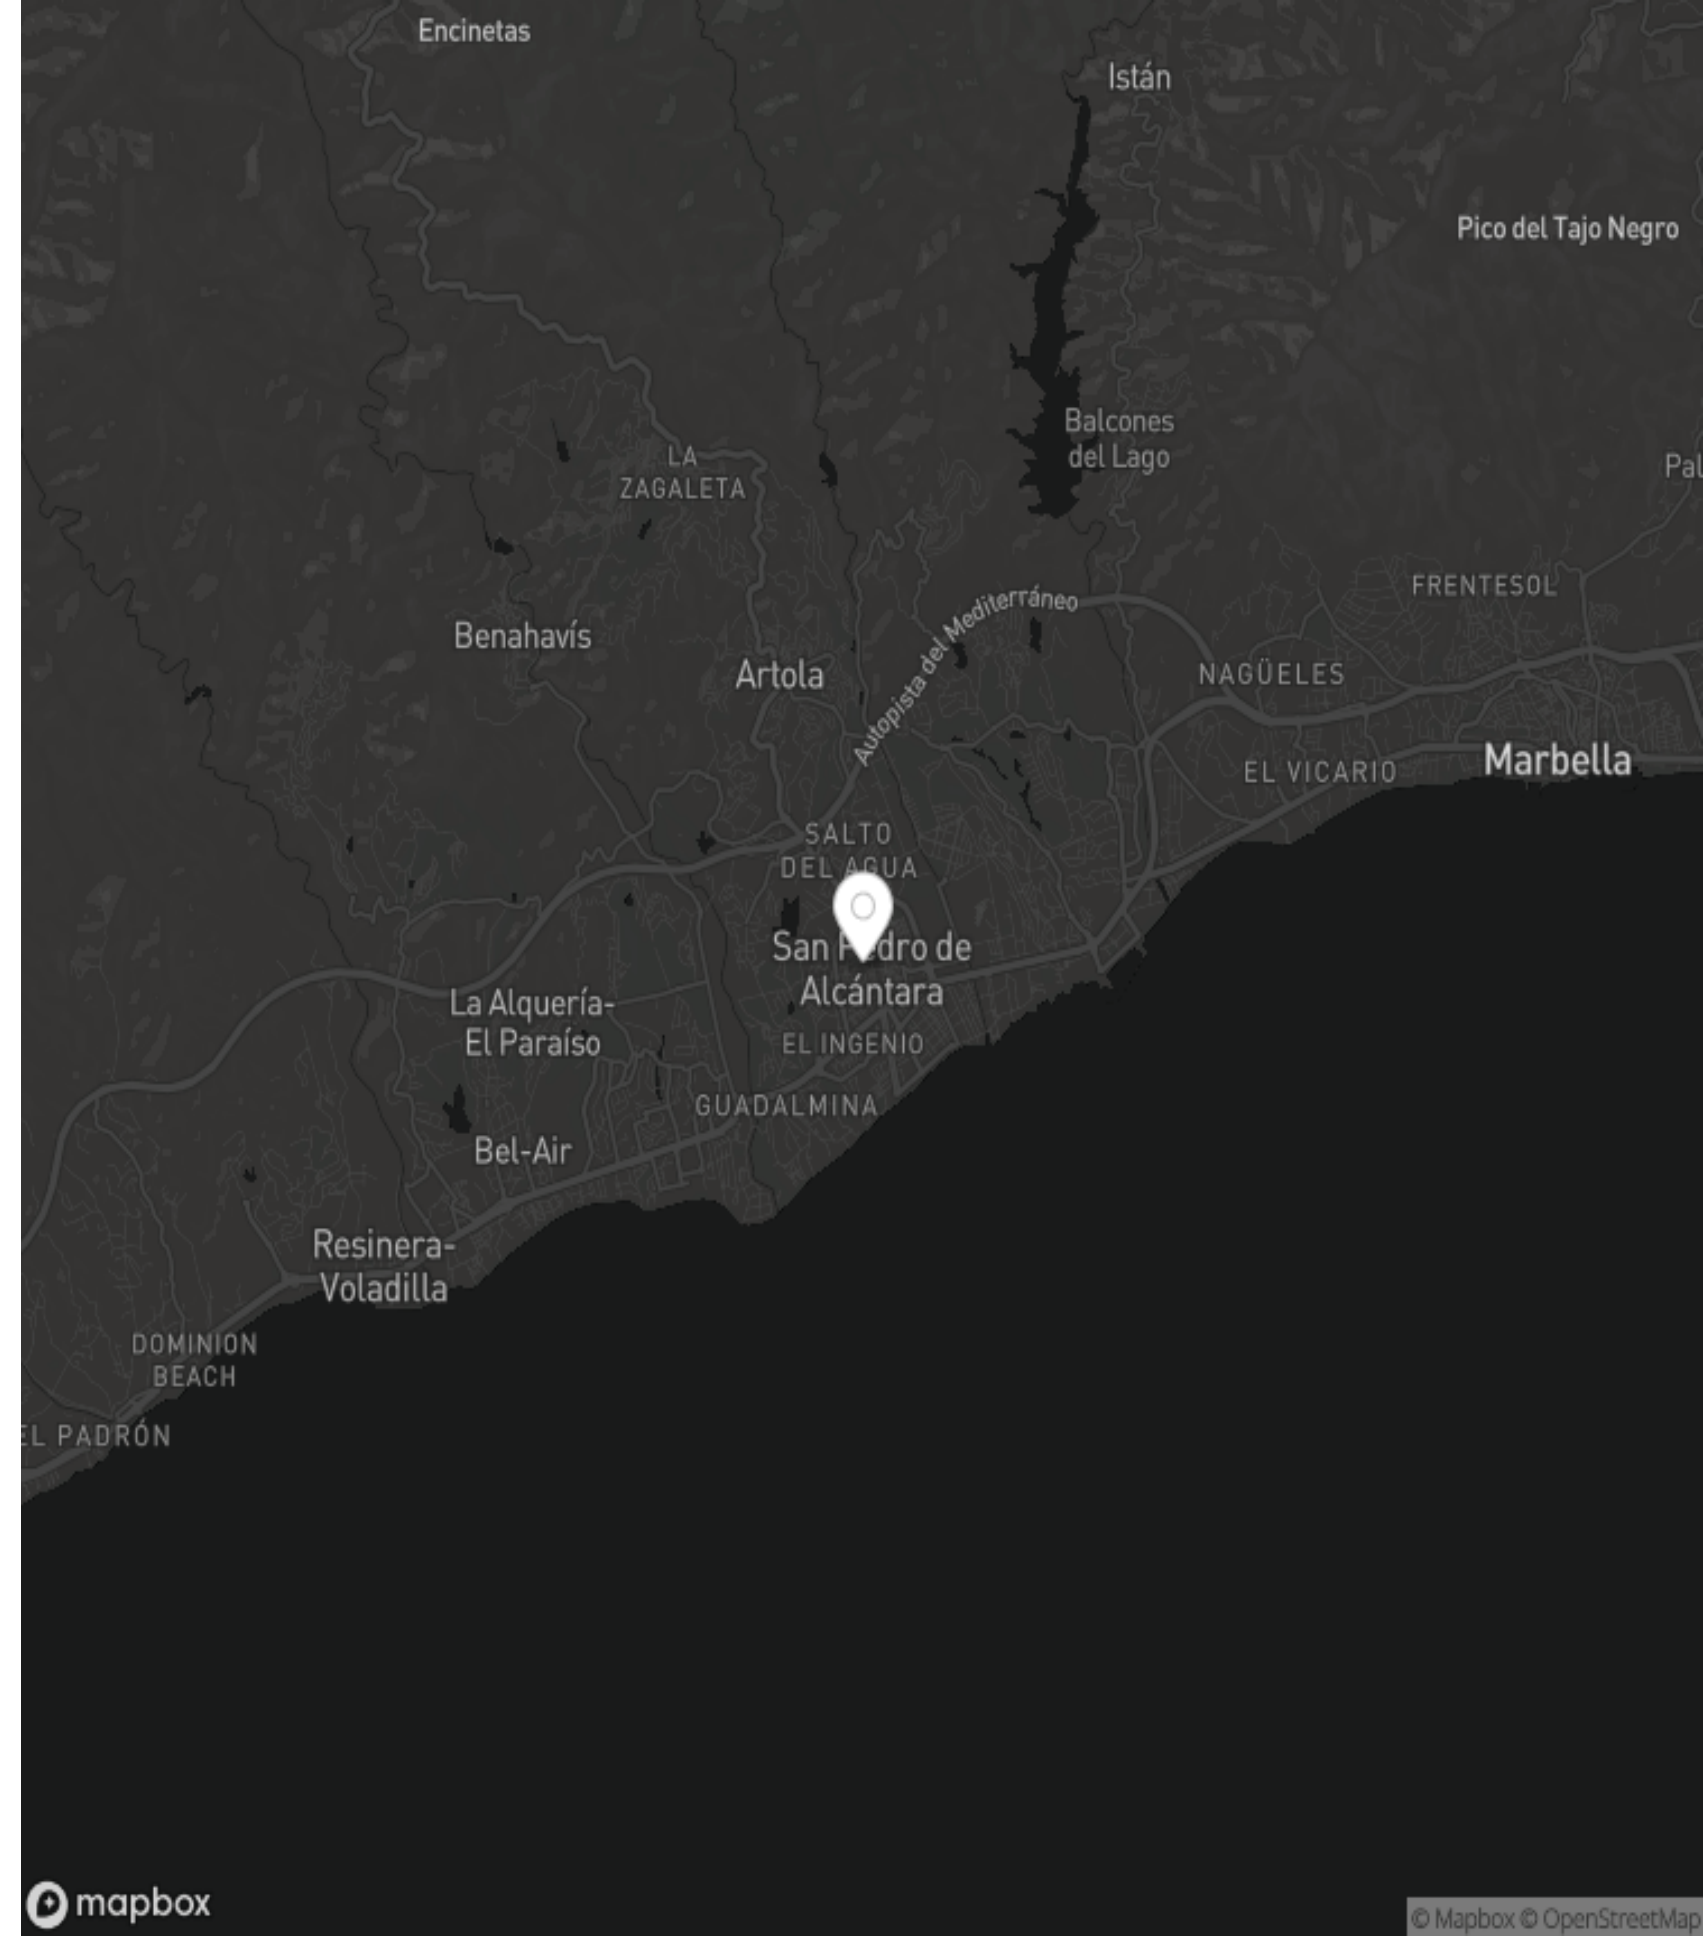 Encinetas
Istán
Pico del Tajo Negro
Balcones
del Lago
LA
ZAGALETA
FRENTESOL
Autopista del Mediterráneo
Benahavís
Artola
NAGÜELES
Marbella
EL VICARIO
SALTO
DEL AGUA
San Pedro de
Alcántara
La Alquería-
El Paraíso
EL INGENIO
GUADALMINA
Bel-Air
Resinera-
Voladilla
DOMINION
BEACH
EL PADRÓN
mapbox
© Mapbox © OpenStreetMap